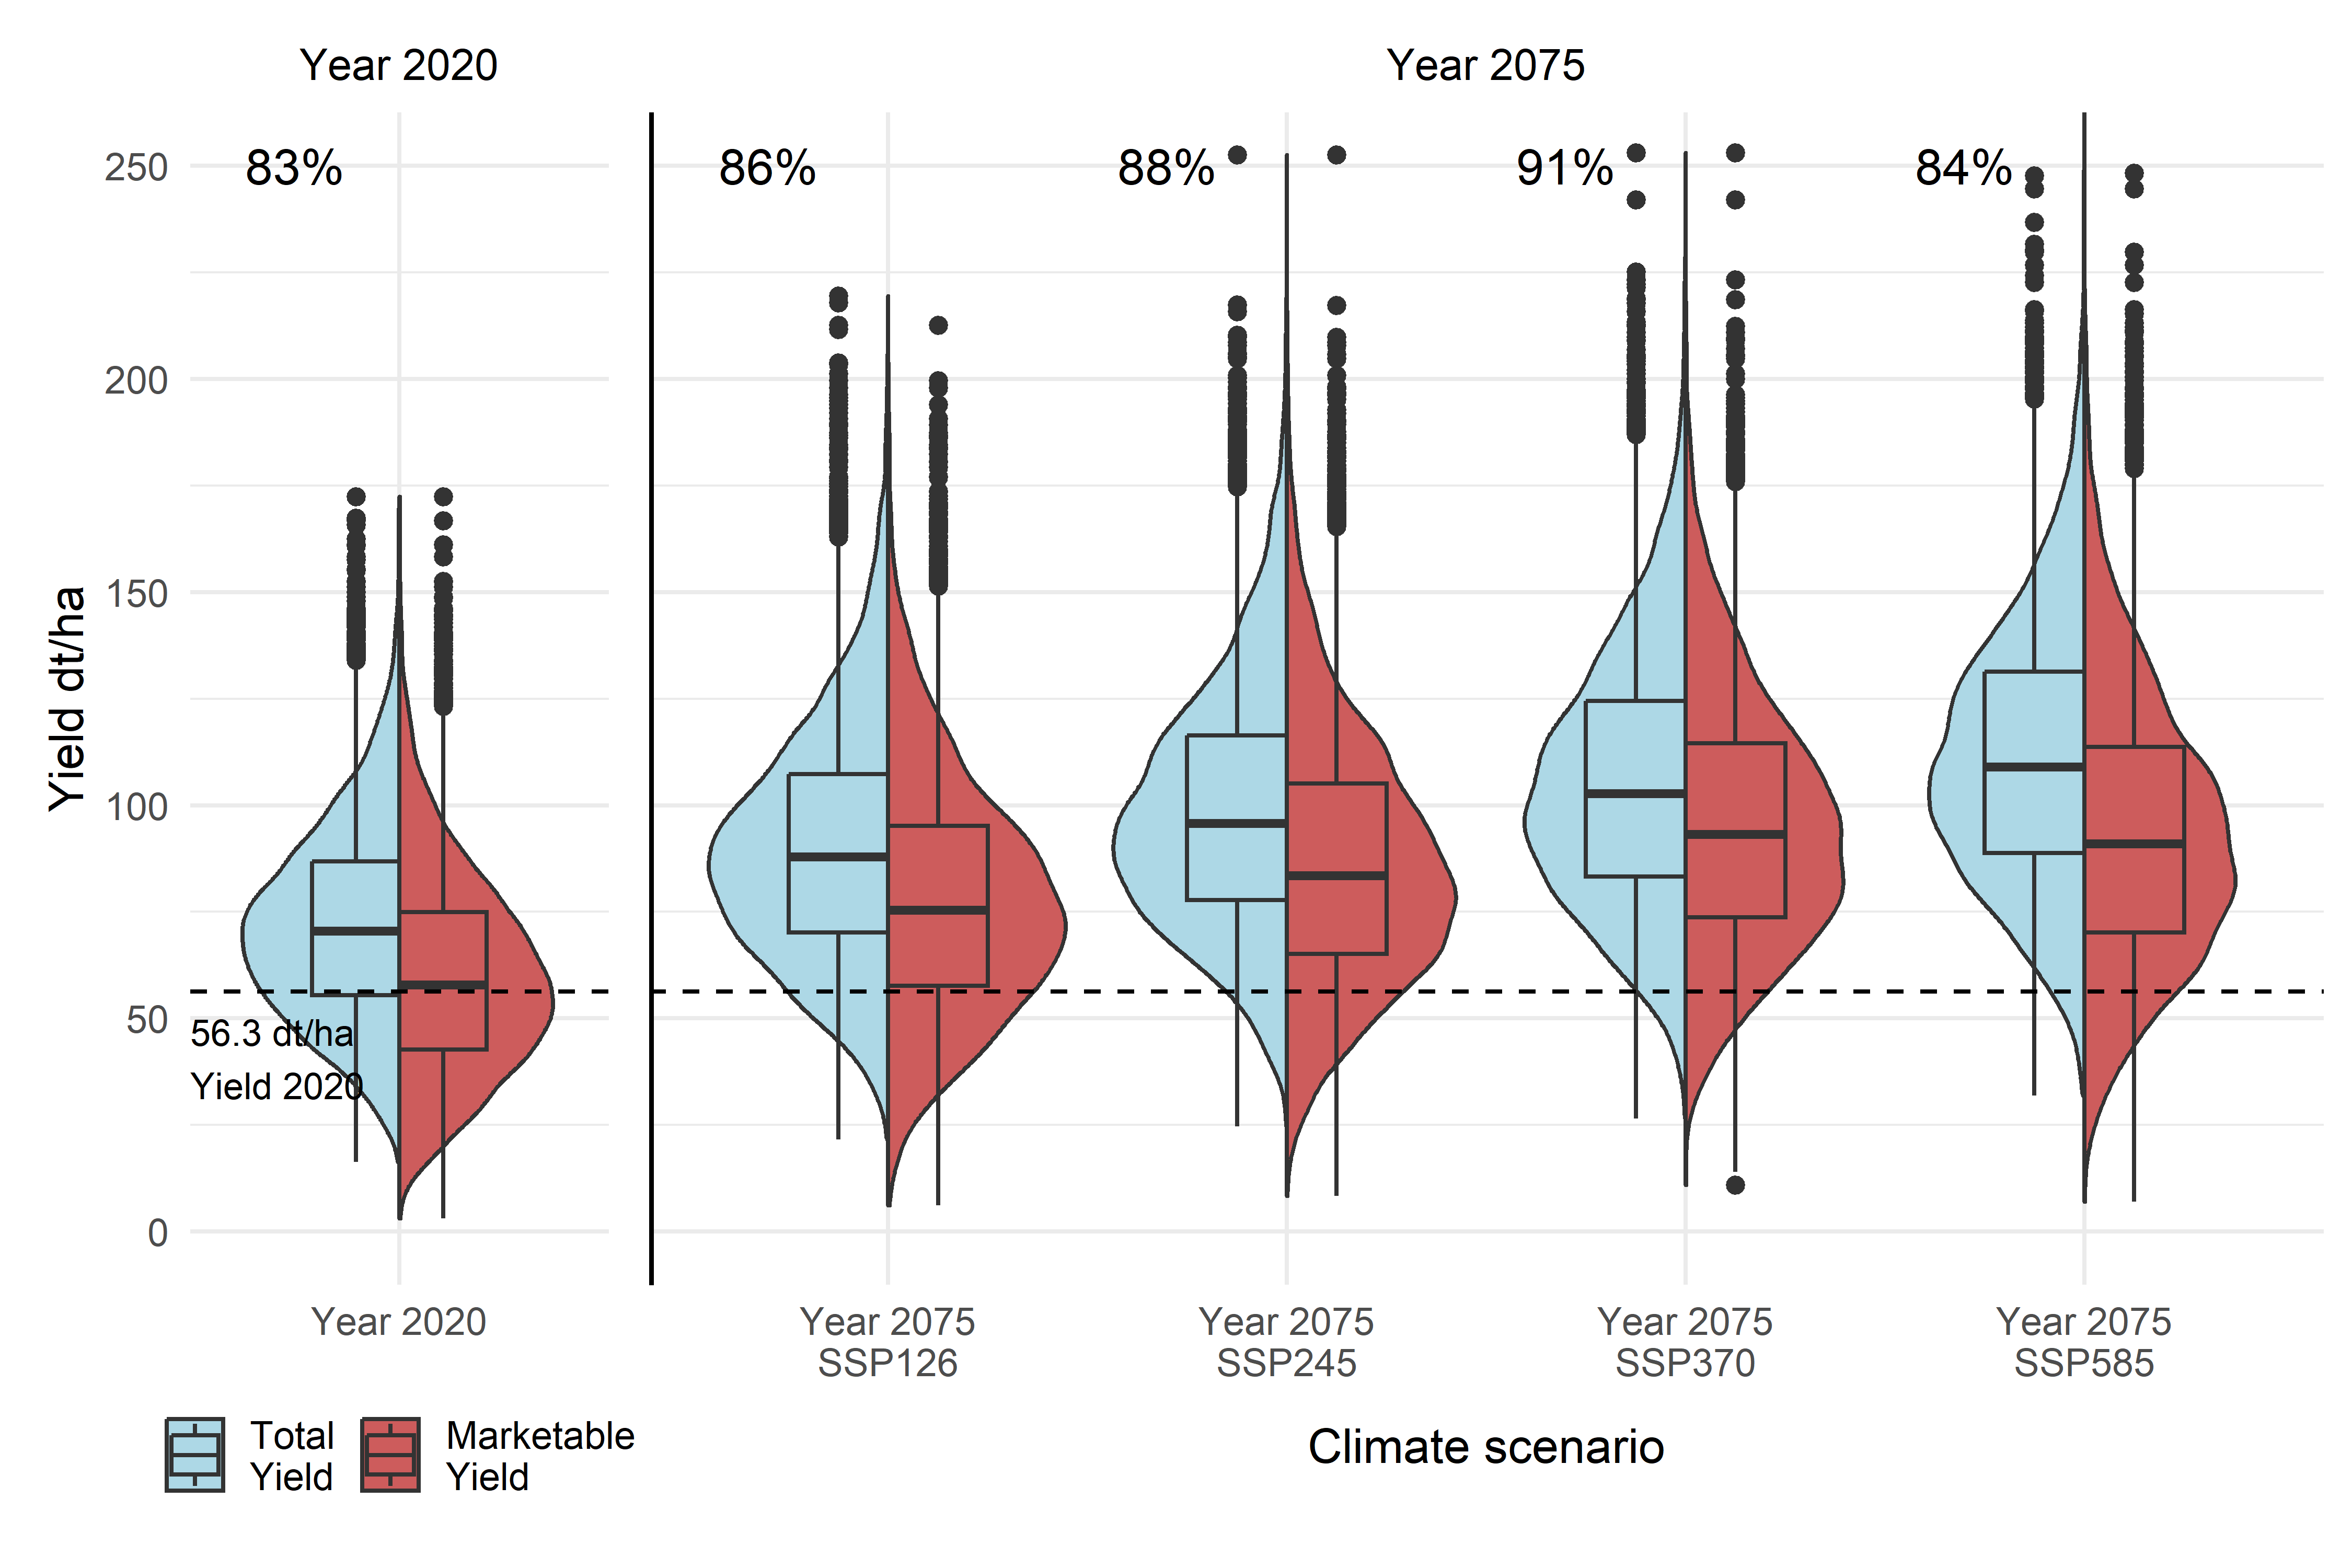 Year 2020
Year 2075
83%
86%
88%
91%
84%
250
200
150
100
50
0
Yield dt/ha
56.3 dt/ha
Yield 2020
Year 2020
Year 2075
SSP126
Year 2075
SSP245
Year 2075
SSP370
Year 2075
SSP585
Total
Yield
Marketable
Yield
Climate scenario